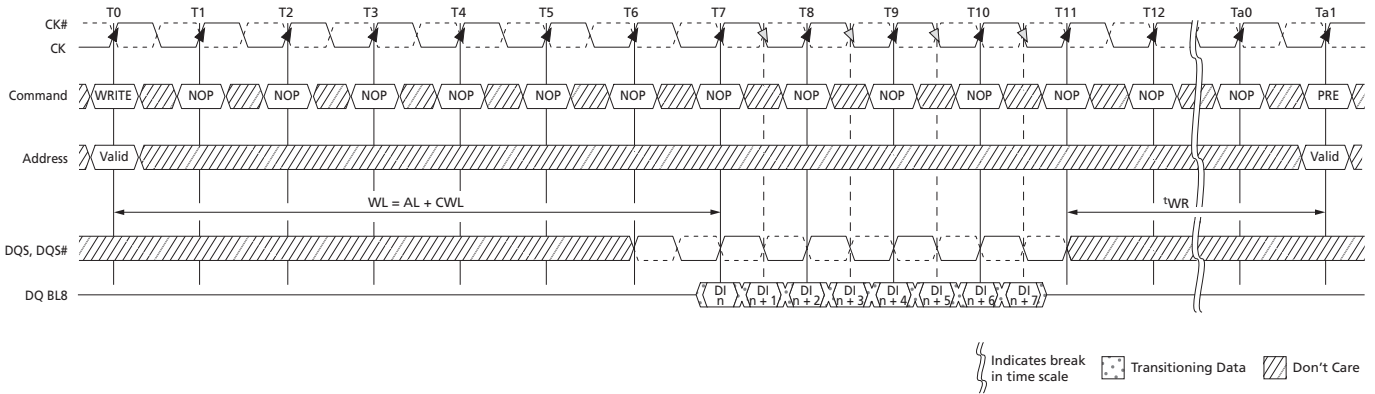 T0 T1 T2 T3 T4 T5 T6 T7 T8 T9 T10 T11 T12 Ta0 Ta1
CK#
CK
Command WRITE NOP NOP NOP NOP NOP NOP NOP NOP NOP NOP NOP NOP NOP PRE
Address Valid Valid
WL = AL + CWL tWR
DQS, DQS#
DQ BL8 DI n DI n + 1 DI n + 2 DI n + 3 DI n + 4 DI n + 5 DI n + 6 DI n + 7
Indicates break
in time scale
Transitioning Data
Don't Care